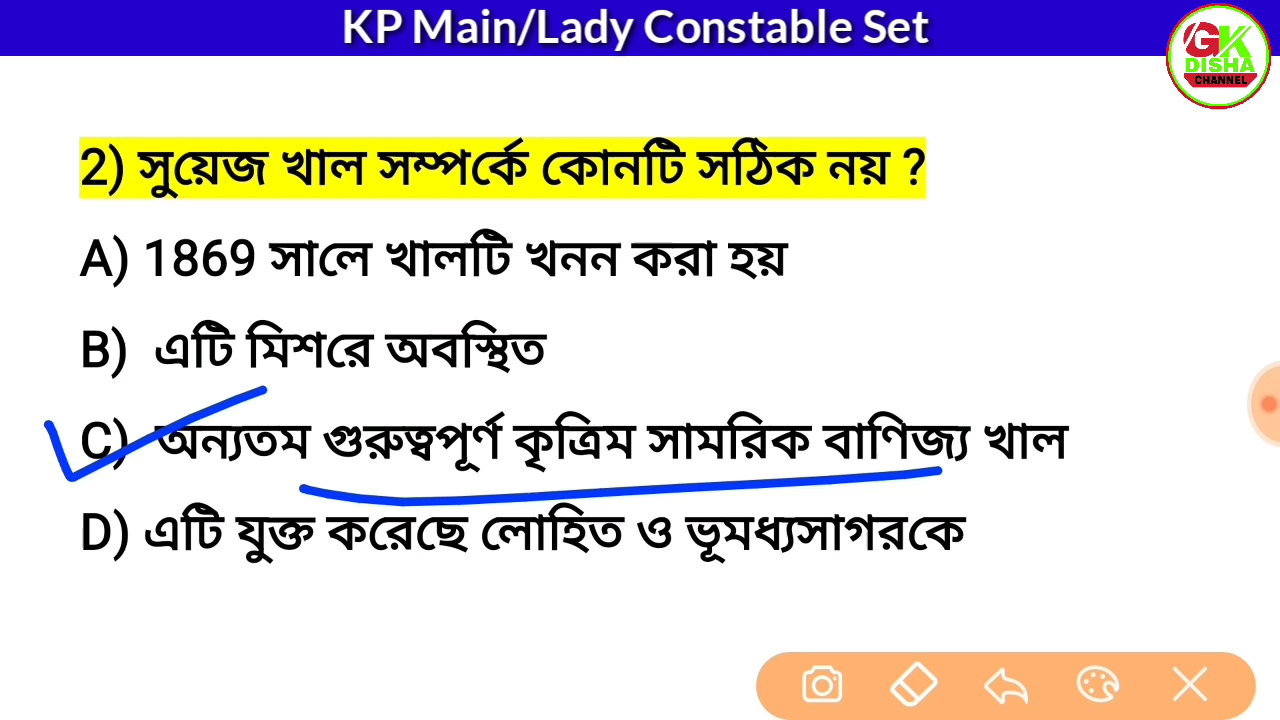 KP Main/Lady Constable Set
GK
DISHA
CHANNEL
2) সুয়েজ খাল সম্পর্কে কোনটি সঠিক নয় ?
A) 1869 সালে খালটি খনন করা হয়
B) এটি মিশরে অবস্থিত
C) অন্যতম গুরুত্বপূর্ণ কৃত্রিম সামরিক বাণিজ্য খাল
D) এটি যুক্ত করেছে লোহিত ও ভূমধ্যসাগরকে